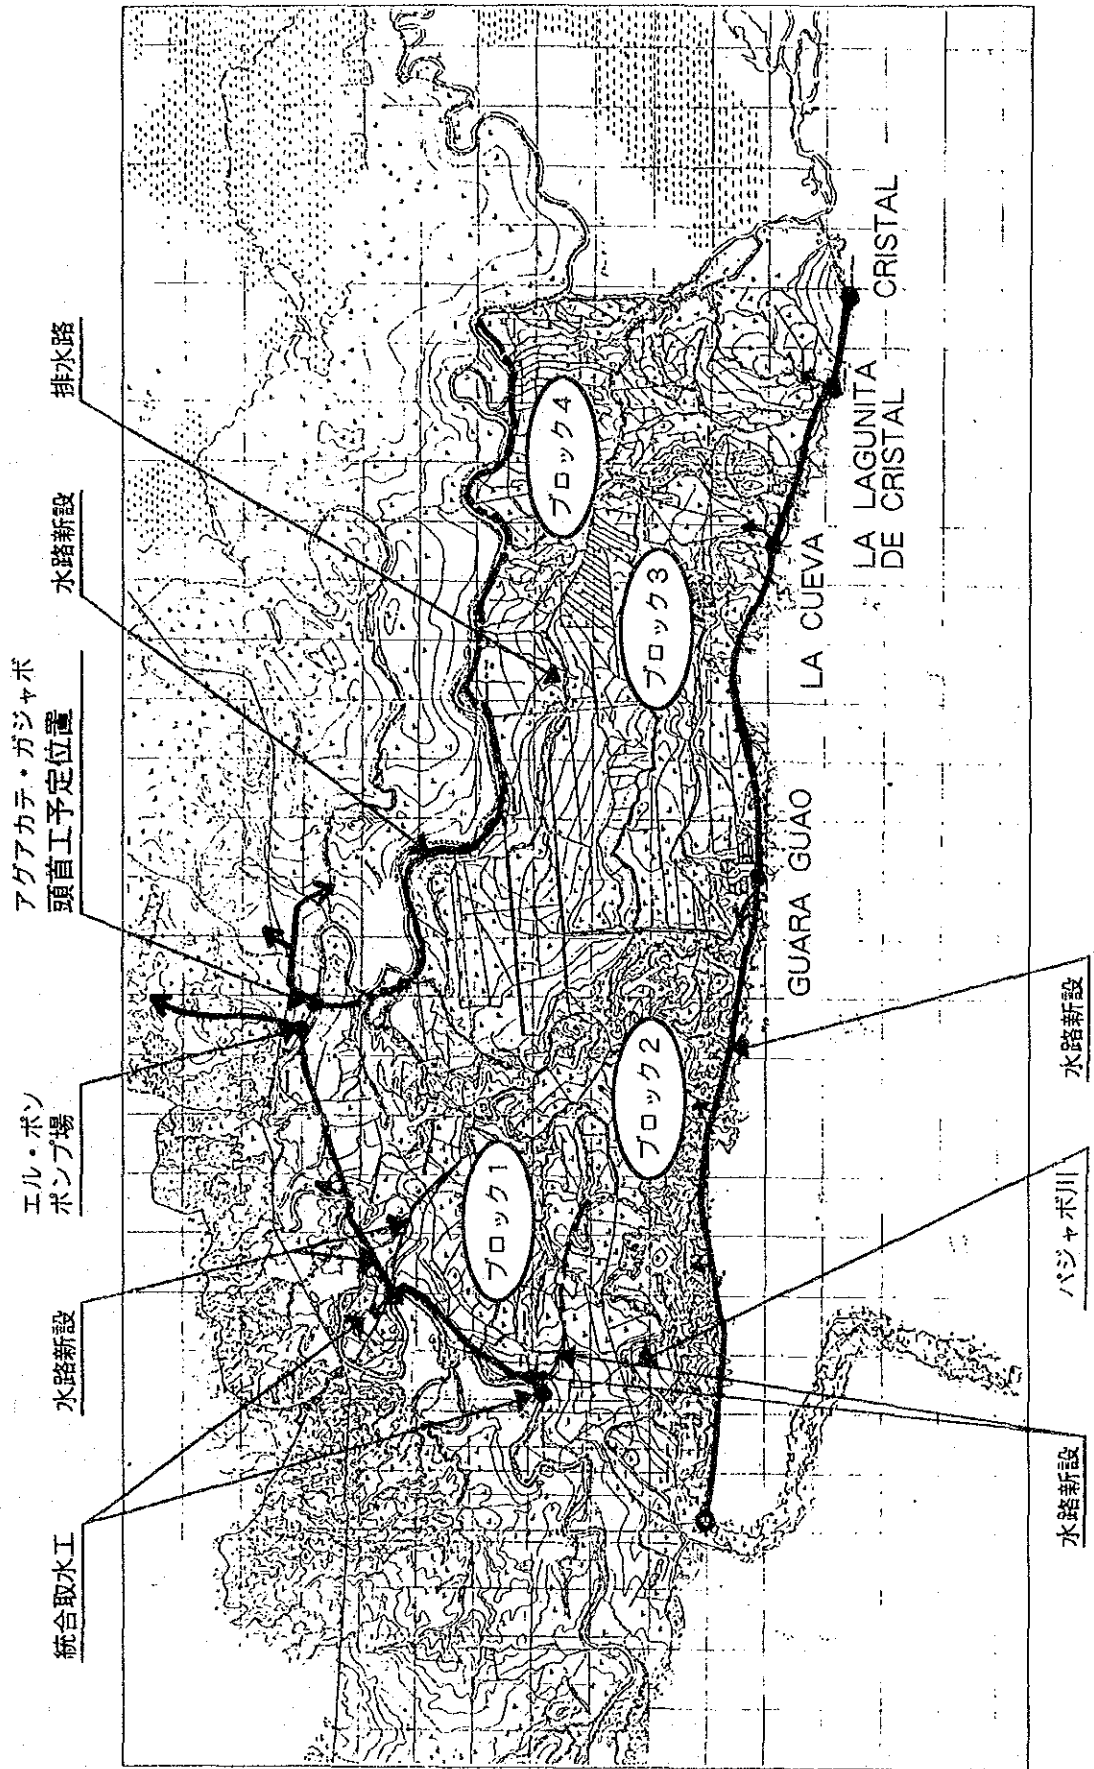 統合取水工
水路新設
エル・ポン
ポンプ場
アグアカテ・ガジャボ
頭首工予定位置
水路新設
排水路
ブロック1
ブロック2
ブロック3
ブロック4
GUARA GUAO
LA CUEVA
LA LAGUNITA
DE CRISTAL
CRISTAL
水路新設
パジャボ川
水路新設